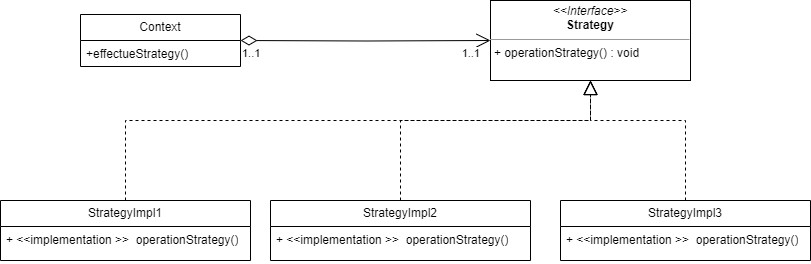 Context
+effectueStrategy()
1..1
1..1
<<Interface>>
Strategy
+ operationStrategy() : void
StrategyImpl1
+ <<implementation >>  operationStrategy()
StrategyImpl2
+ <<implementation >>  operationStrategy()
StrategyImpl3
+ <<implementation >>  operationStrategy()